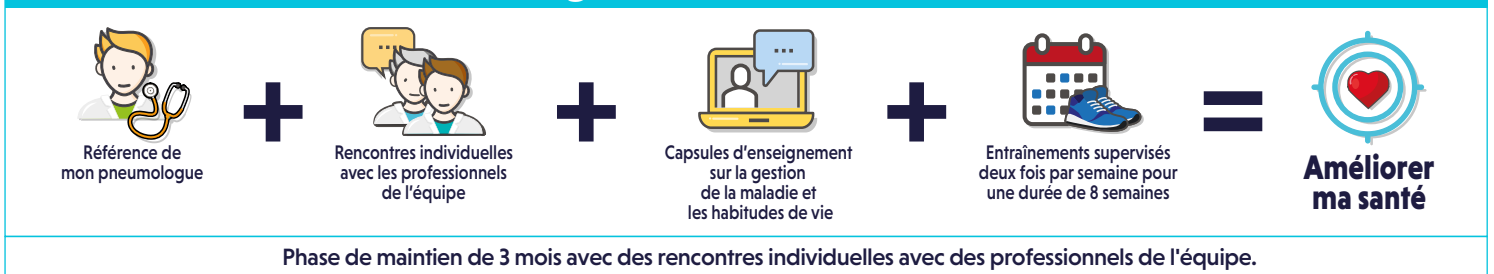 Référence de
mon pneumologue
Rencontres individuelles
avec les professionnels
de l'équipe
Capsules d'enseignement
sur la gestion
de la maladie et
les habitudes de vie
Entraînements supervisés
deux fois par semaine pour
une durée de 8 semaines
Améliorer
ma santé
Phase de maintien de 3 mois avec des rencontres individuelles avec des professionnels de l'équipe.